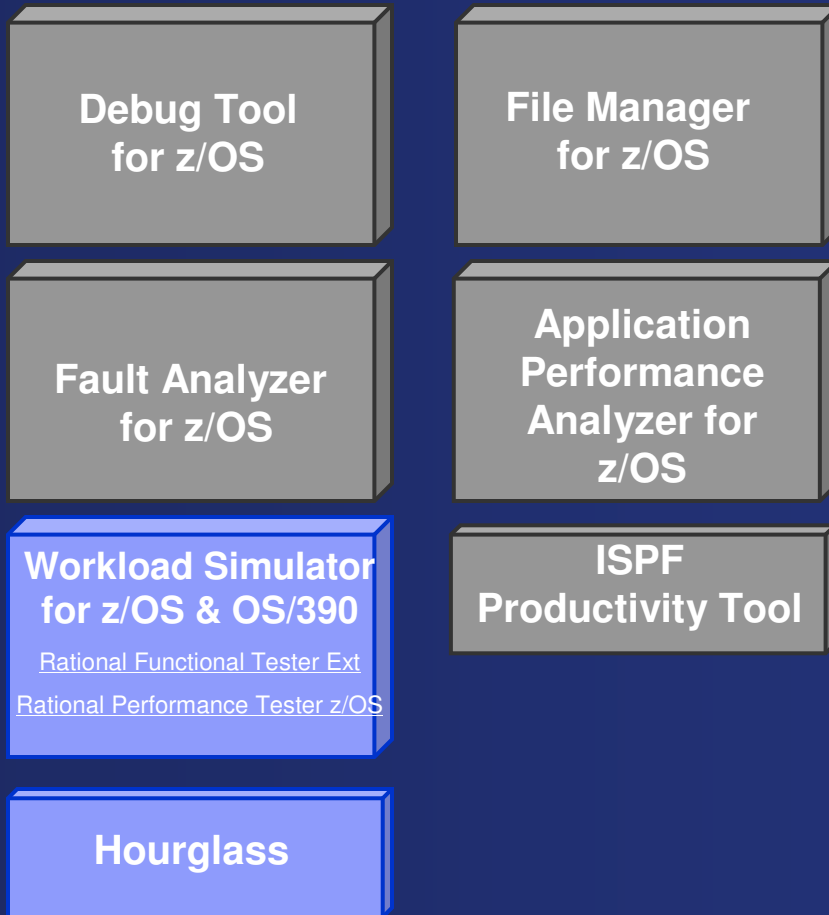 Debug Tool
for z/OS
File Manager
for z/OS
Fault Analyzer
for z/OS
Application
Performance
Analyzer for
z/OS
Workload Simulator
for z/OS & OS/390
Rational Functional Tester Ext
Rational Performance Tester z/OS
ISPF
Productivity Tool
Hourglass